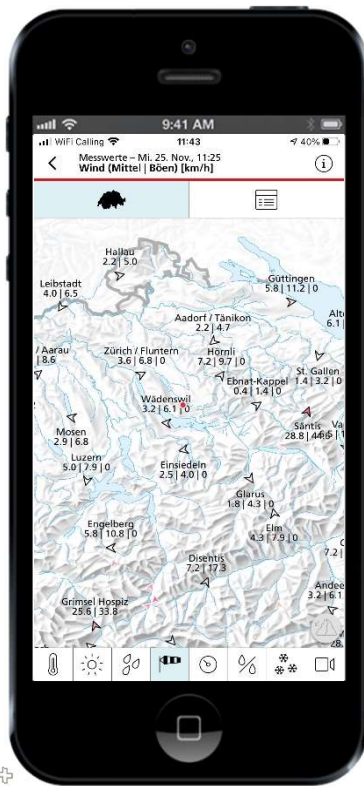 9:41 AM
WiFi Calling
11:43
40%
Messwerte – Mi. 25. Nov., 11:25
Wind (Mittel | Böen) [km/h]
Hallau
2.2 | 5.0
Leibstadt
4.0 | 6.5
Güttingen
5.8 | 11.2 | 0
Aadorf / Tänikon
2.2 | 4.7
6.1 |
/ Aarau
| 8.6
Zürich / Fluntern
3.6 | 6.8 | 0
Hörnli
7.2 | 9.7 | 0
Ebnat-Kappel
0.4 | 1.4 | 0
St. Gallen
1.4 | 3.2 | 0
Wädenswil
3.2 | 6.1 | 0
Mosen
2.9 | 6.8
Säntis
28.8 |
Luzern
5.0 | 7.9 | 0
Einsiedeln
2.5 | 4.0 | 0
Glarus
1.8 | 4.3 | 0
Engelberg
5.8 | 10.8 | 0
Elm
4.3 | 7.9 | 0
Disentis
7.2 | 17.3
7.2 |
Grimsel Hospiz
25.6 | 33.8
Andee
3.2 | 6.1